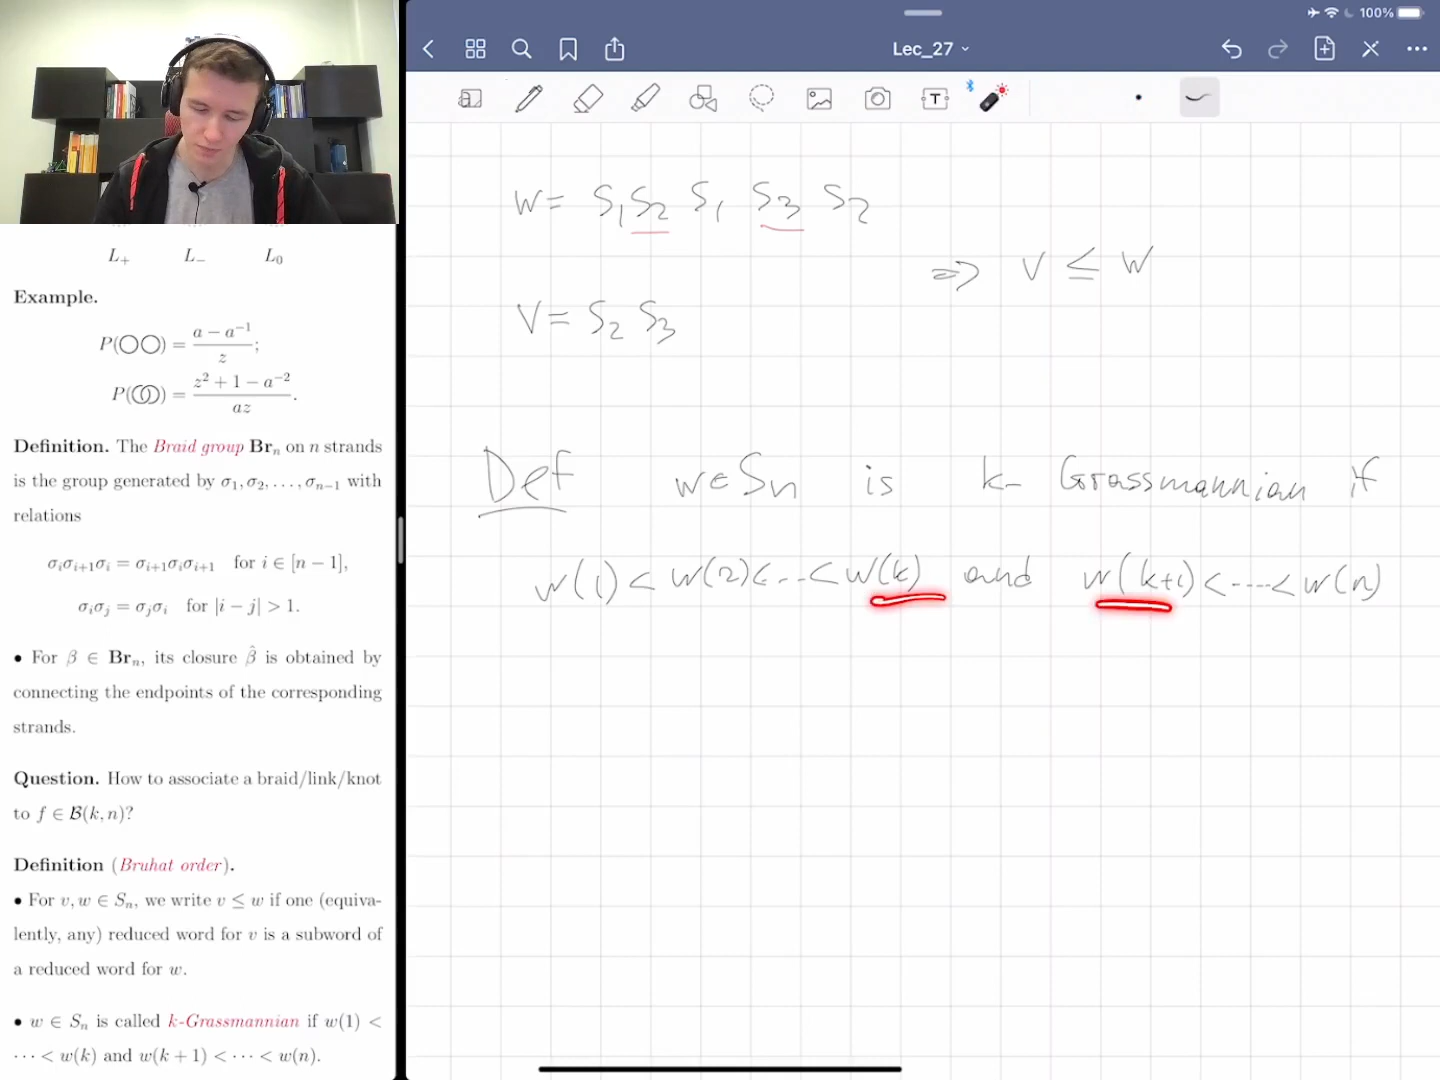 100%
Lec_27
T
L₊ L₋ L₀
Example.
P(○○) = \frac{a − a⁻¹}{z};
P(◯◯) = \frac{z² + 1 − a⁻²}{az}.
Definition. The Braid group Brₙ on n strands
is the group generated by σ₁, σ₂, . . . , σₙ₋₁ with
relations
σᵢσᵢ₊₁σᵢ = σᵢ₊₁σᵢσᵢ₊₁ for i ∈ [n − 1],
σᵢσⱼ = σⱼσᵢ for |i − j| > 1.
• For β ∈ Brₙ, its closure β̂ is obtained by
connecting the endpoints of the corresponding
strands.
Question. How to associate a braid/link/knot
to f ∈ 𝓑(k, n)?
Definition (Bruhat order).
• For v, w ∈ Sₙ, we write v ≤ w if one (equiva-
lently, any) reduced word for v is a subword of
a reduced word for w.
• w ∈ Sₙ is called k-Grassmannian if w(1) <
· · · < w(k) and w(k + 1) < · · · < w(n).
W = S₁ S₂ S₁ S₃ S₂
⇒ V ≤ W
V = S₂ S₃
Def w∈Sn is k- Grassmannian if
w(1) < w(2) < ... < w(k) and w(k+1) < ---- < w(n)